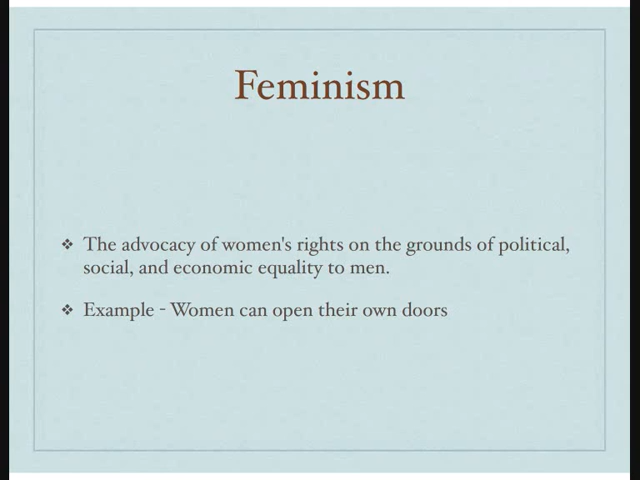 Feminism
❖ The advocacy of women's rights on the grounds of political,
social, and economic equality to men.
❖ Example - Women can open their own doors